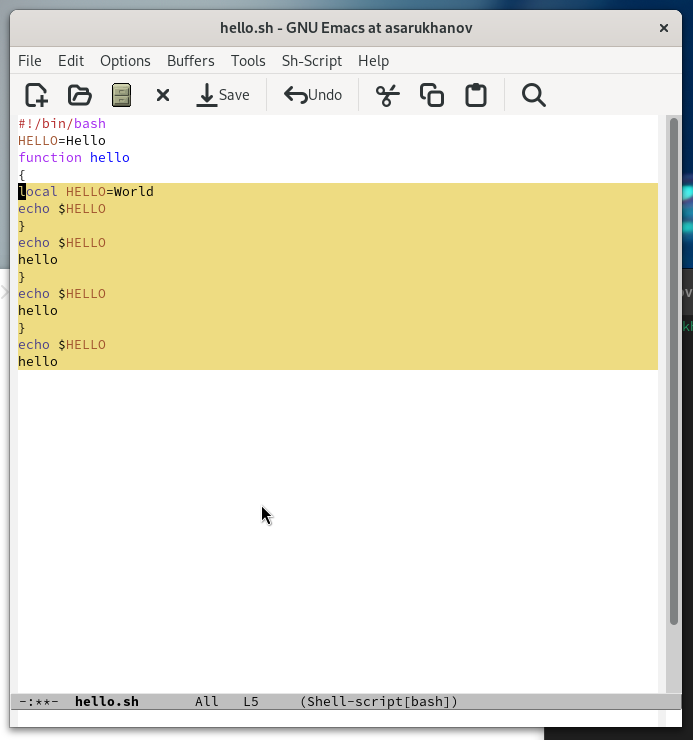 hello.sh - GNU Emacs at asarukhanov
File Edit Options Buffers Tools Sh-Script Help
Save Undo
#!/bin/bash
HELLO=Hello
function hello
{
local HELLO=World
echo $HELLO
}
echo $HELLO
hello
}
echo $HELLO
hello
}
echo $HELLO
hello
-:**- hello.sh All L5 (Shell-script[bash])